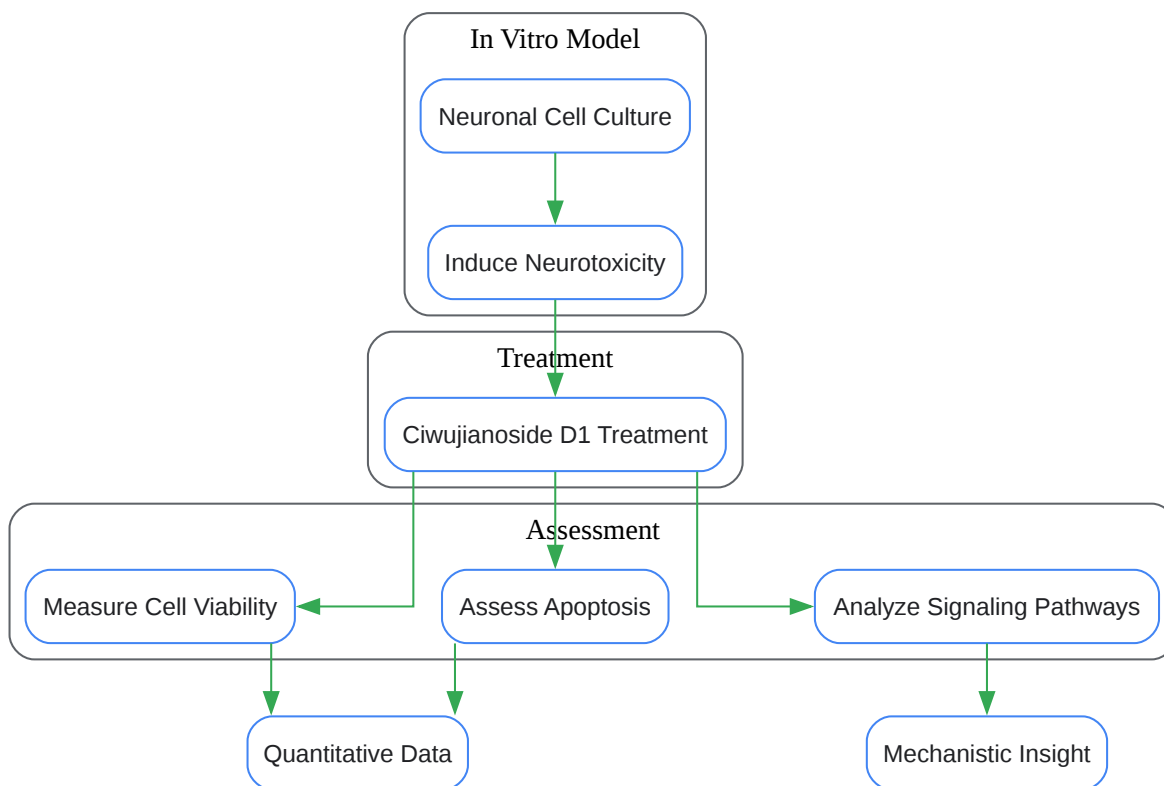 In Vitro Model
Neuronal Cell Culture
Induce Neurotoxicity
Treatment
Ciwujianoside D1 Treatment
Assessment
Measure Cell Viability
Assess Apoptosis
Analyze Signaling Pathways
Quantitative Data
Mechanistic Insight